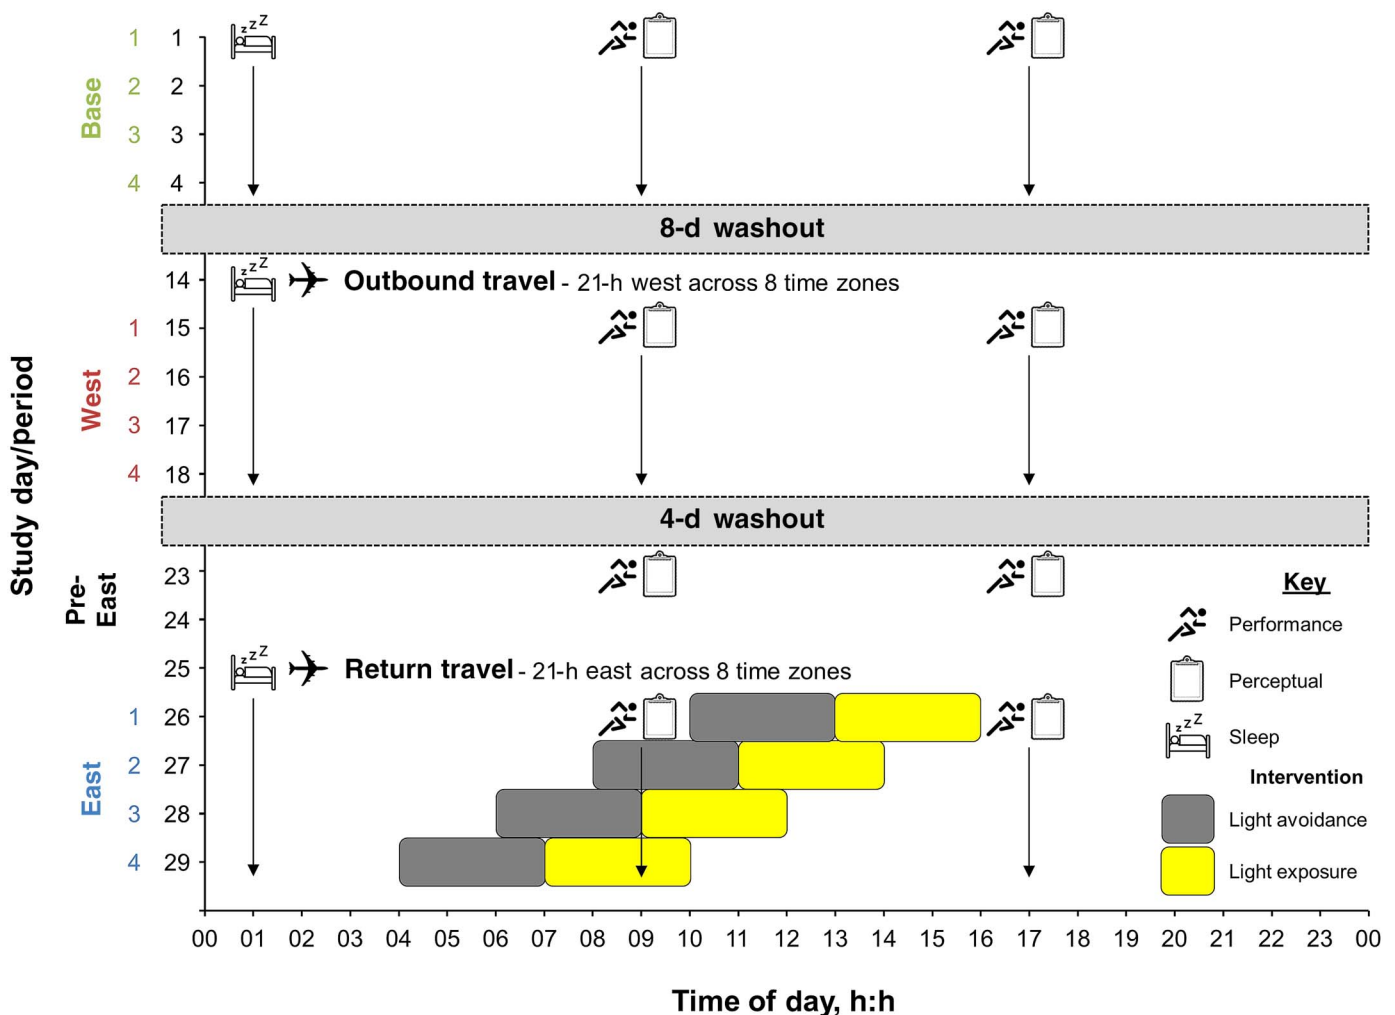 Study day/period
Base
1 1
2 2
3 3
4 4
8-d washout
14 Outbound travel - 21-h west across 8 time zones
West
1 15
2 16
3 17
4 18
4-d washout
Pre-
East
23
24
25 Return travel - 21-h east across 8 time zones
East
1 26
2 27
3 28
4 29
zzZ
zzZ
zzZ
Key
Performance
Perceptual
zzZ Sleep
Intervention
Light avoidance
Light exposure
00 01 02 03 04 05 06 07 08 09 10 11 12 13 14 15 16 17 18 19 20 21 22 23 00
Time of day, h:h